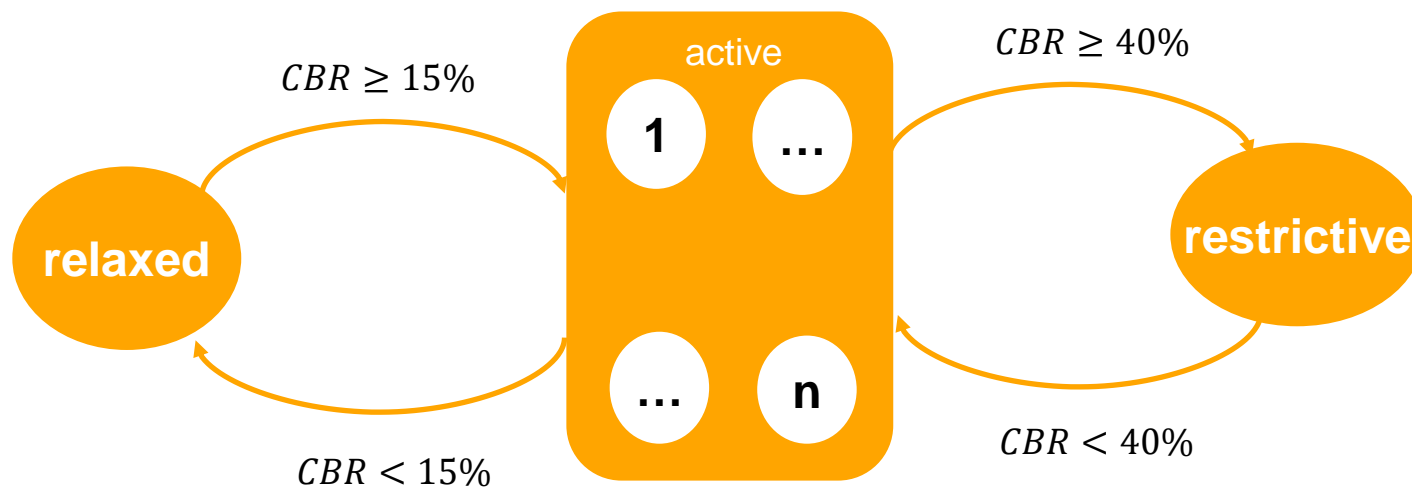 CBR ≥ 15%
active
CBR ≥ 40%
1
...
relaxed
restrictive
...
n
CBR < 15%
CBR < 40%